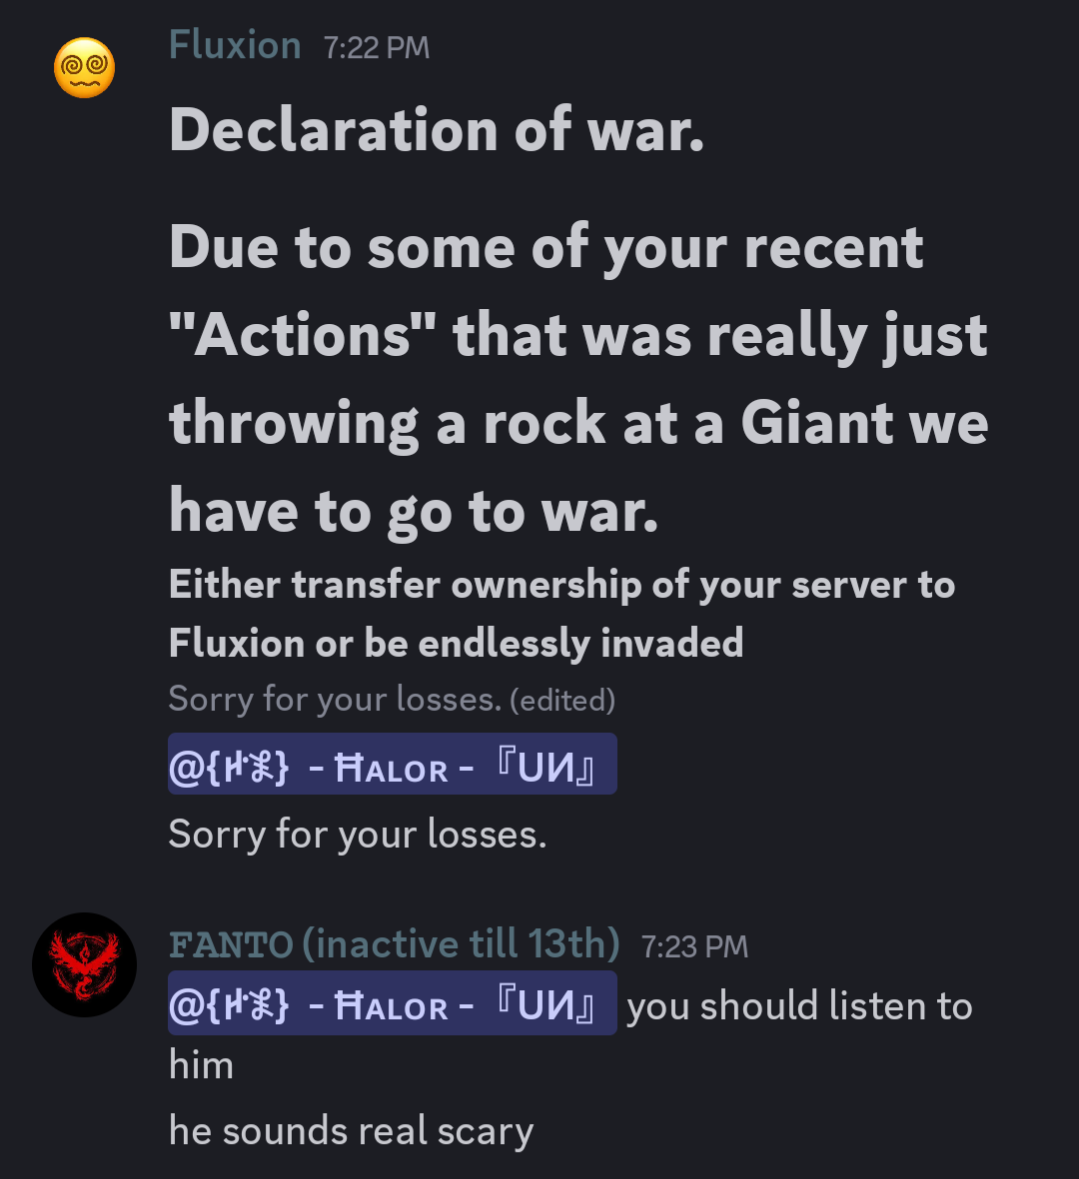 Fluxion 7:22 PM
Declaration of war.
Due to some of your recent
"Actions" that was really just
throwing a rock at a Giant we
have to go to war.
Either transfer ownership of your server to
Fluxion or be endlessly invaded
Sorry for your losses. (edited)
- ĦALOR - 『UИ』
Sorry for your losses.
FANTO (inactive till 13th) 7:23 PM
- ĦALOR - 『UИ』 you should listen to
him
he sounds real scary